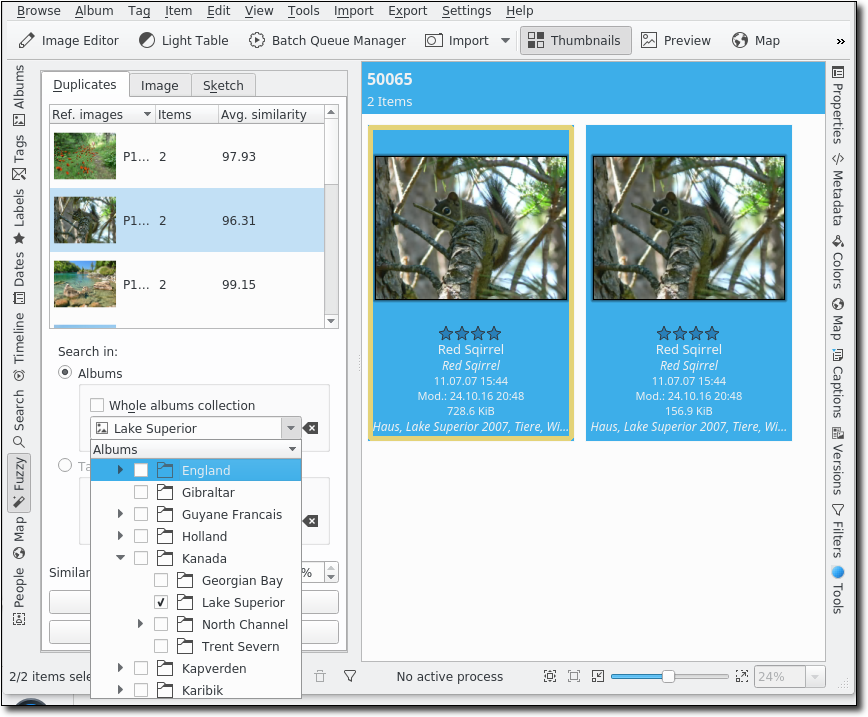 Browse Album Tag Item Edit View Tools Import Export Settings Help
Image Editor Light Table Batch Queue Manager Import Thumbnails Preview Map »
Albums
Tags
Labels
Dates
Timeline
Search
Fuzzy
Map
People
Duplicates Image Sketch
Ref. images Items Avg. similarity
P1... 2 97.93
P1... 2 96.31
P1... 2 99.15
Search in:
Albums
Whole albums collection
Lake Superior
Albums
Ta
England
Gibraltar
Guyane Francais
Holland
Kanada
Georgian Bay
Lake Superior
North Channel
Trent Severn
Kapverden
Karibik
Similar
%
50065
2 Items
Red Sqirrel
Red Sqirrel
11.07.07 15:44
Mod.: 24.10.16 20:48
728.6 KiB
Haus, Lake Superior 2007, Tiere, Wi...
Red Sqirrel
Red Sqirrel
11.07.07 15:44
Mod.: 24.10.16 20:48
156.9 KiB
Haus, Lake Superior 2007, Tiere, Wi...
Properties
Metadata
Colors
Map
Captions
Versions
Filters
Tools
2/2 items sele
No active process
24%